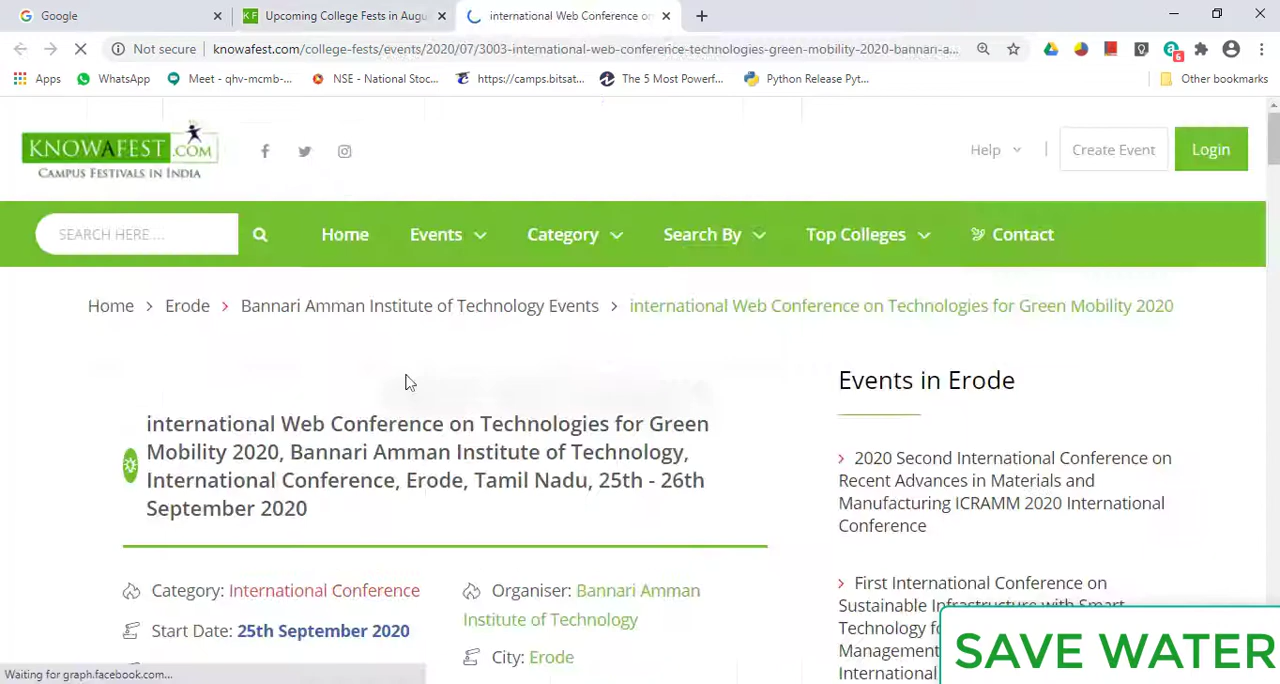 Google
Upcoming College Fests in Augu
international Web Conference on
Not secure
knowafest.com/college-fests/events/2020/07/3003-international-web-conference-technologies-green-mobility-2020-bannari-a...
6
Apps
WhatsApp
Meet - qhv-mcmb-...
NSE - National Stoc...
https://camps.bitsat...
The 5 Most Powerf...
Python Release Pyt...
Other bookmarks
KNOWAFEST.COM
CAMPUS FESTIVALS IN INDIA
Help
Create Event
Login
SEARCH HERE ....
Home
Events
Category
Search By
Top Colleges
Contact
Home > Erode > Bannari Amman Institute of Technology Events > international Web Conference on Technologies for Green Mobility 2020
international Web Conference on Technologies for Green
Mobility 2020, Bannari Amman Institute of Technology,
International Conference, Erode, Tamil Nadu, 25th - 26th
September 2020
Category: International Conference
Start Date: 25th September 2020
Organiser: Bannari Amman
Institute of Technology
City: Erode
Events in Erode
2020 Second International Conference on
Recent Advances in Materials and
Manufacturing ICRAMM 2020 International
Conference
First International Conference on
Sustainable Infrastructure with Smart
Technology
Management
International
SAVE WATER
Waiting for graph.facebook.com...